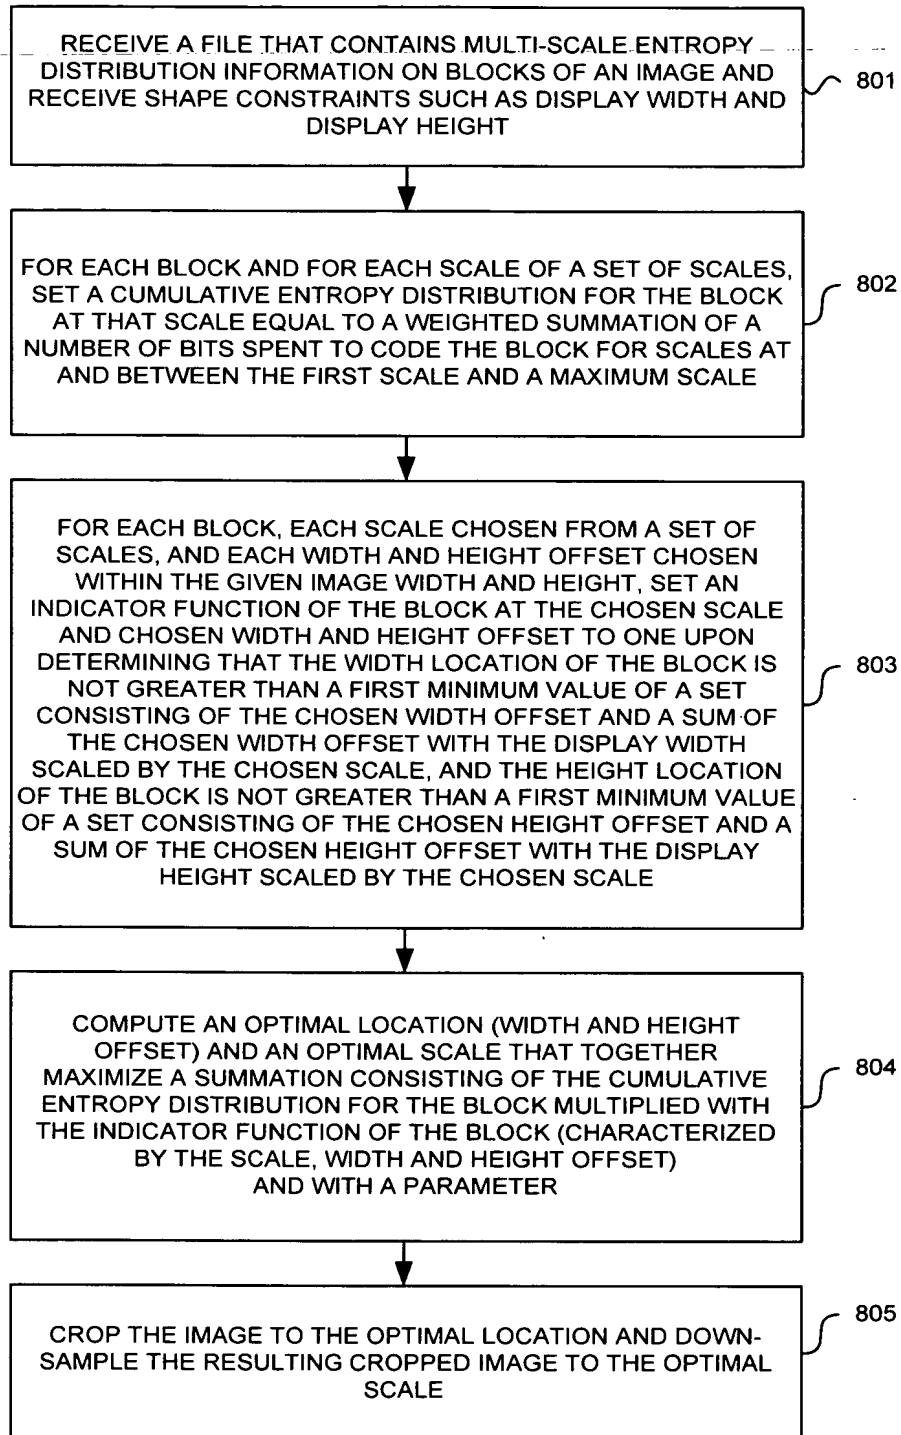 RECEIVE A FILE THAT CONTAINS MULTI-SCALE ENTROPY
DISTRIBUTION INFORMATION ON BLOCKS OF AN IMAGE AND
RECEIVE SHAPE CONSTRAINTS SUCH AS DISPLAY WIDTH AND
DISPLAY HEIGHT
801
FOR EACH BLOCK AND FOR EACH SCALE OF A SET OF SCALES,
SET A CUMULATIVE ENTROPY DISTRIBUTION FOR THE BLOCK
AT THAT SCALE EQUAL TO A WEIGHTED SUMMATION OF A
NUMBER OF BITS SPENT TO CODE THE BLOCK FOR SCALES AT
AND BETWEEN THE FIRST SCALE AND A MAXIMUM SCALE
802
FOR EACH BLOCK, EACH SCALE CHOSEN FROM A SET OF
SCALES, AND EACH WIDTH AND HEIGHT OFFSET CHOSEN
WITHIN THE GIVEN IMAGE WIDTH AND HEIGHT, SET AN
INDICATOR FUNCTION OF THE BLOCK AT THE CHOSEN SCALE
AND CHOSEN WIDTH AND HEIGHT OFFSET TO ONE UPON
DETERMINING THAT THE WIDTH LOCATION OF THE BLOCK IS
NOT GREATER THAN A FIRST MINIMUM VALUE OF A SET
CONSISTING OF THE CHOSEN WIDTH OFFSET AND A SUM OF
THE CHOSEN WIDTH OFFSET WITH THE DISPLAY WIDTH
SCALED BY THE CHOSEN SCALE, AND THE HEIGHT LOCATION
OF THE BLOCK IS NOT GREATER THAN A FIRST MINIMUM VALUE
OF A SET CONSISTING OF THE CHOSEN HEIGHT OFFSET AND A
SUM OF THE CHOSEN HEIGHT OFFSET WITH THE DISPLAY
HEIGHT SCALED BY THE CHOSEN SCALE
803
COMPUTE AN OPTIMAL LOCATION (WIDTH AND HEIGHT
OFFSET) AND AN OPTIMAL SCALE THAT TOGETHER
MAXIMIZE A SUMMATION CONSISTING OF THE CUMULATIVE
ENTROPY DISTRIBUTION FOR THE BLOCK MULTIPLIED WITH
THE INDICATOR FUNCTION OF THE BLOCK (CHARACTERIZED
BY THE SCALE, WIDTH AND HEIGHT OFFSET)
AND WITH A PARAMETER
804
CROP THE IMAGE TO THE OPTIMAL LOCATION AND DOWN-
SAMPLE THE RESULTING CROPPED IMAGE TO THE OPTIMAL
SCALE
805